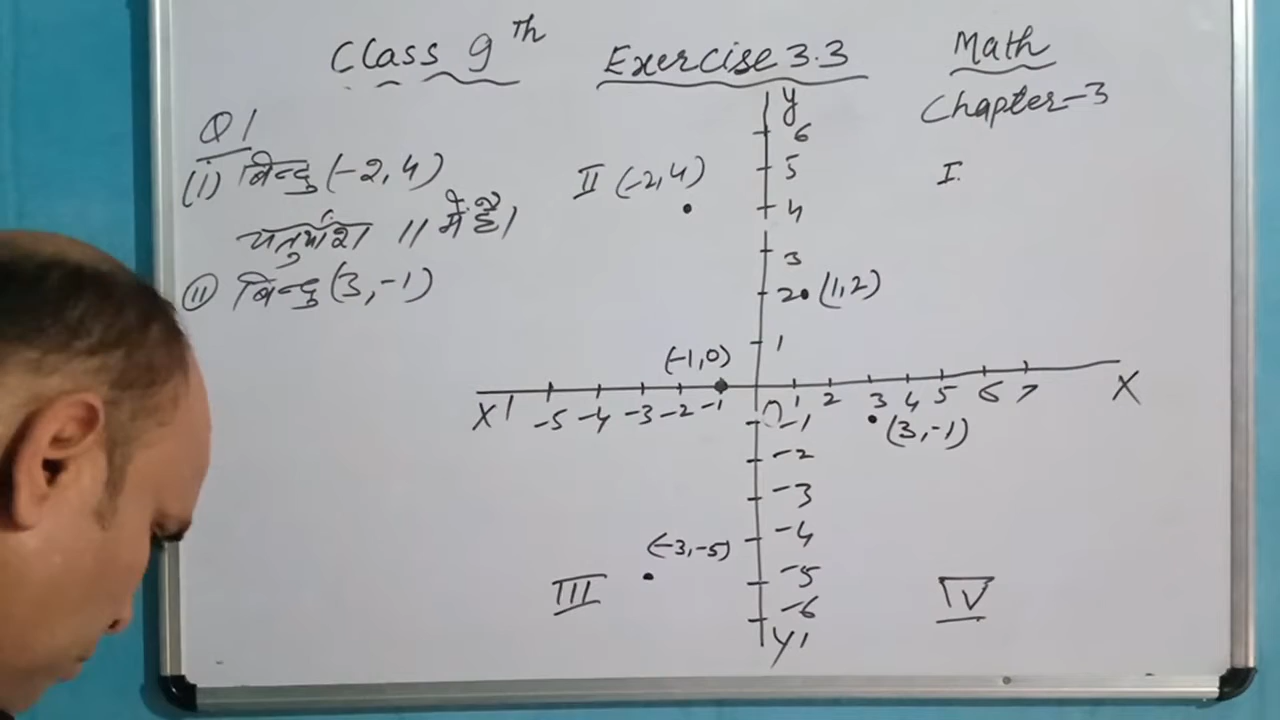 Class 9th Exercise 3.3 Math
Chapter-3
Q1
(i) बिन्दु (-2,4)
चतुर्थांश II में है।
(ii) बिन्दु (3,-1)
y
6
5
4
3
2
1
II (-2,4)
I.
(1,2)
(-1,0)
X' -5 -4 -3 -2 -1 0 1 2 3 4 5 6 7 X
(3,-1)
-1
-2
-3
-4
-5
-6
y'
(-3,-5)
III
IV